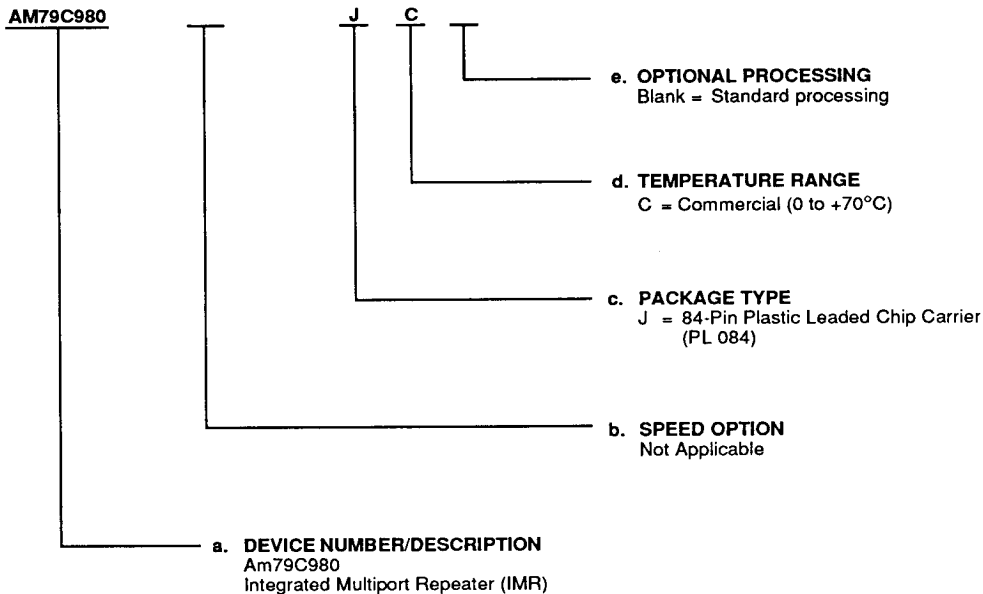 AM79C980 J C
e. OPTIONAL PROCESSING
Blank = Standard processing
d. TEMPERATURE RANGE
C = Commercial (0 to +70°C)
c. PACKAGE TYPE
J = 84-Pin Plastic Leaded Chip Carrier
(PL 084)
b. SPEED OPTION
Not Applicable
a. DEVICE NUMBER/DESCRIPTION
Am79C980
Integrated Multiport Repeater (IMR)